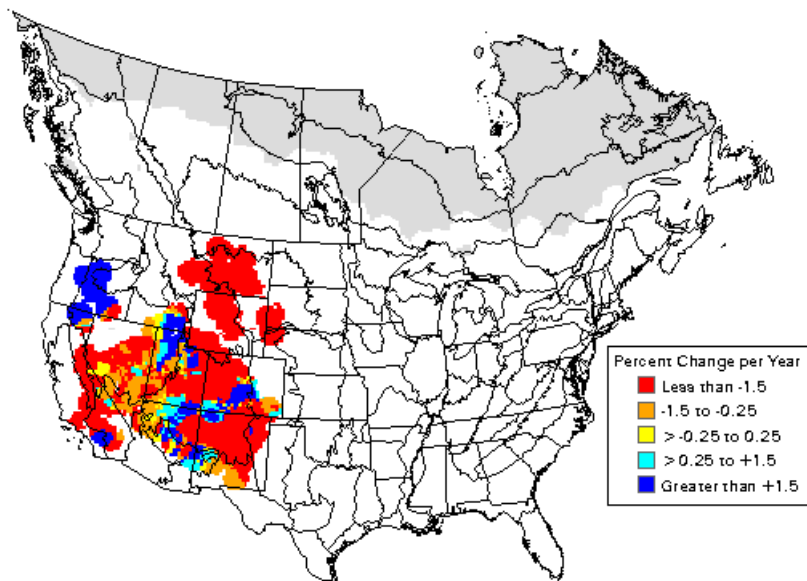 Percent Change per Year
Less than -1.5
-1.5 to -0.25
> -0.25 to 0.25
> 0.25 to +1.5
Greater than +1.5